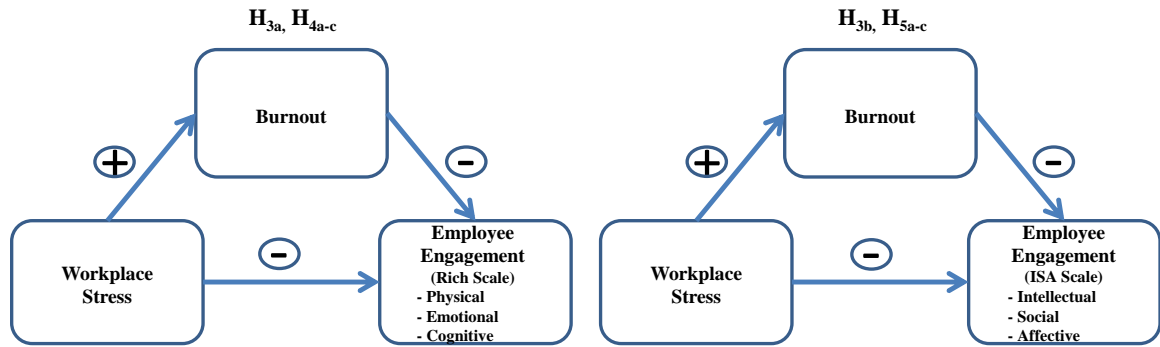 H3a, H4a-c
Burnout
+
-
Workplace
Stress
-
Employee
Engagement
(Rich Scale)
- Physical
- Emotional
- Cognitive
H3b, H5a-c
Burnout
+
-
Workplace
Stress
-
Employee
Engagement
(ISA Scale)
- Intellectual
- Social
- Affective